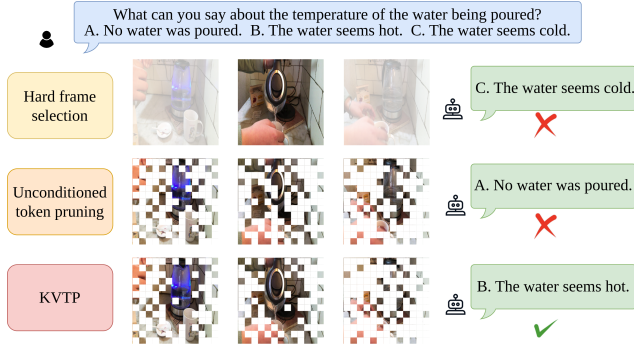 What can you say about the temperature of the water being poured?
A. No water was poured.  B. The water seems hot.  C. The water seems cold.
Hard frame
selection
C. The water seems cold.
Unconditioned
token pruning
A. No water was poured.
KVTP
B. The water seems hot.